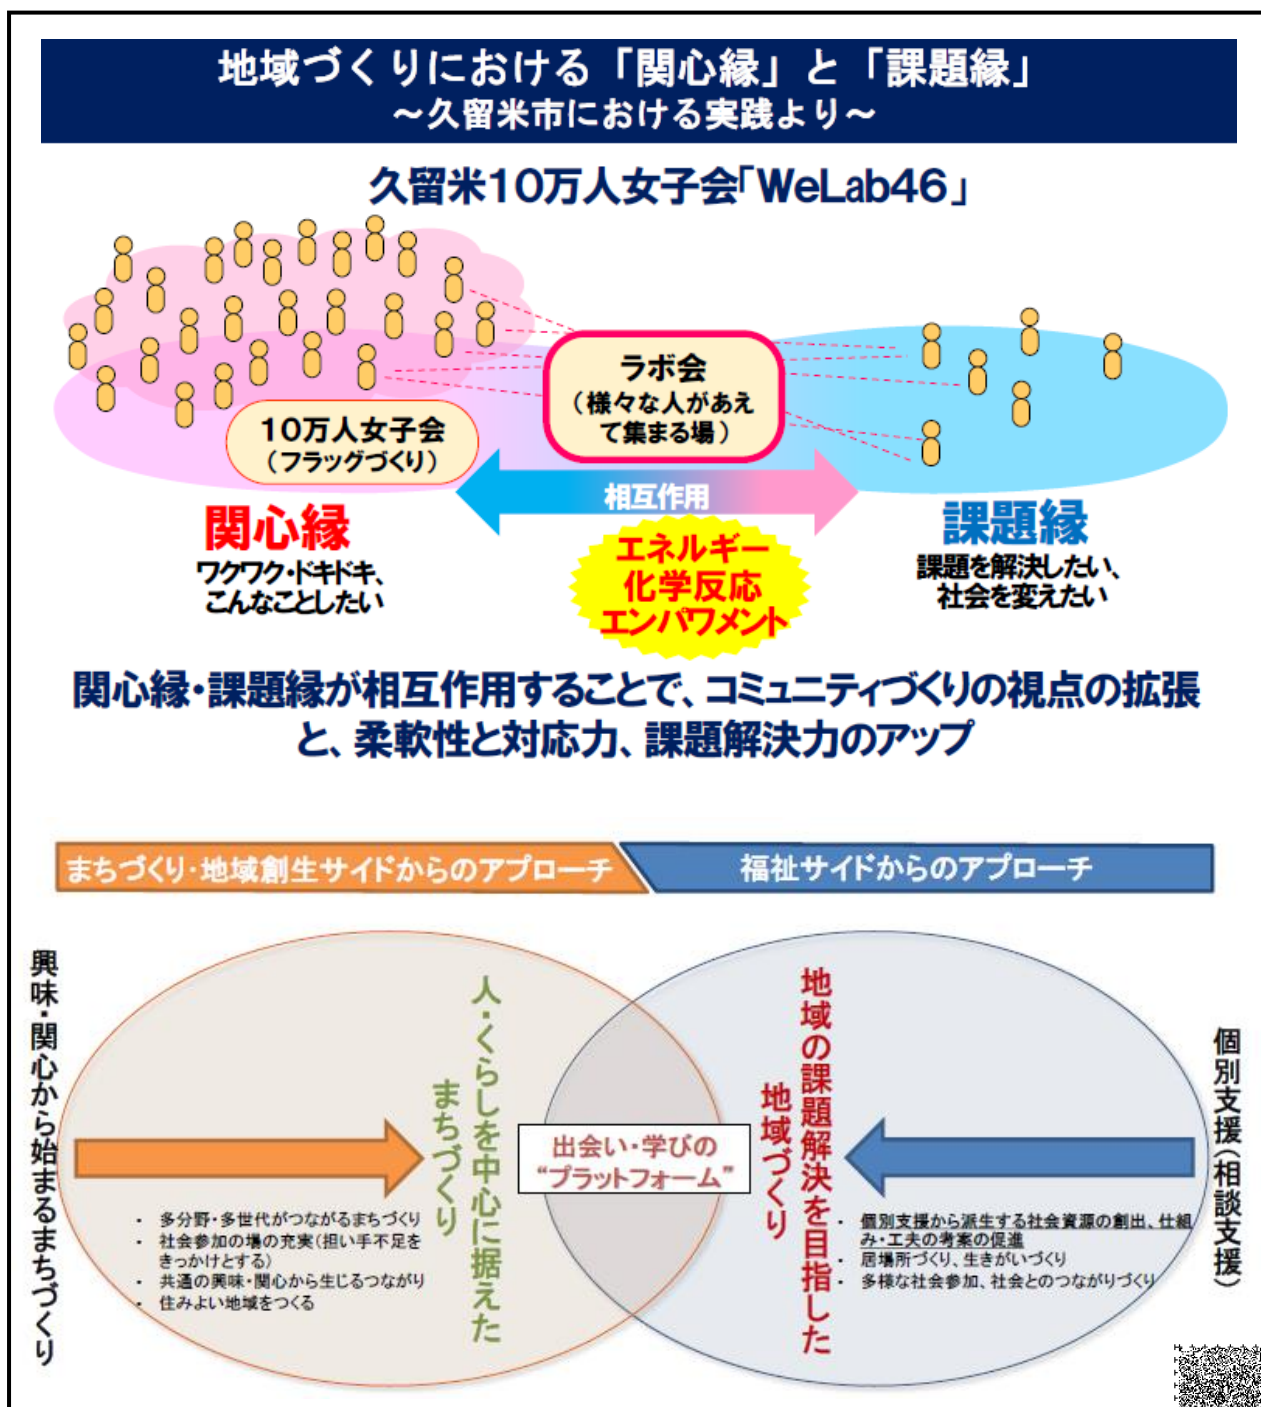 地域づくりにおける「関心縁」と「課題縁」
～久留米市における実践より～
久留米１０万人女子会「WeLab46」
ラボ会
（様々な人があえ
て集まる場）
１０万人女子会
（フラッグづくり）
相互作用
関心縁
ワクワク・ドキドキ、
こんなことしたい
エネルギー
化学反応
エンパワメント
課題縁
課題を解決したい、
社会を変えたい
関心縁・課題縁が相互作用することで、コミュニティづくりの視点の拡張
と、柔軟性と対応力、課題解決力のアップ
まちづくり・地域創生サイドからのアプローチ
福祉サイドからのアプローチ
興味・関心から始まるまちづくり
人・くらしを中心に据えた
まちづくり
・ 多分野・多世代がつながるまちづくり
・ 社会参加の場の充実（担い手不足を
きっかけとする）
・ 共通の興味・関心から生じるつながり
・ 住みよい地域をつくる
出会い・学びの
“プラットフォーム”
地域の課題解決を目指した
地域づくり
・ 個別支援から派生する社会資源の創出、仕組
み・工夫の考案の促進
・ 居場所づくり、生きがいづくり
・ 多様な社会参加、社会とのつながりづくり
個別支援（相談支援）